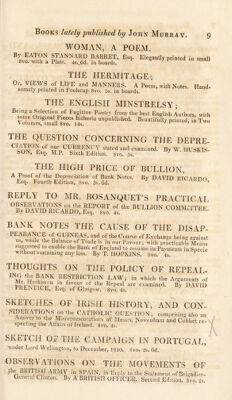 Books lately published by JOHN MURRAY. 9
WOMAN, A POEM.
By EATON STANNARD BARRET, Esq. Elegantly printed in small
8vo. with a Plate. 4s. 6d. in boards.
THE HERMITAGE;
Or, VIEWS of LIFE and MANNERS. A Poem, with Notes. Hand-
somely printed in Foolscap 8vo. in boards.
THE ENGLISH MINSTRELSY;
Being a Selection of Fugitive Poetry from the best English Authors, with
some Original Pieces hitherto unpublished. Beautifully printed, in Two
Volumes, small 8vo. 14s.
THE QUESTION CONCERNING THE DEPRE-
CIATION of our CURRENCY stated and examined. By W. HUSKIS-
SON, Esq. M.P. Sixth Edition. 8vo. 5s.
THE HIGH PRICE OF BULLION,
A Proof of the Depreciation of Bank Notes. By DAVID RICARDO,
Esq. Fourth Edition, 8vo. 3s. 6d.
REPLY TO MR. BOSANQUET'S PRACTICAL
OBSERVATIONS on the REPORT of the BULLION COMMITTEE.
By DAVID RICARDO, Esq. 8vo. 4s.
BANK NOTES THE CAUSE OF THE DISAP-
PEARANCE of GUINEAS, and of the Course of Exchange being against
us, while the Balance of Trade is in our Favour; with practicable Means
suggested to enable the Bank of England to resume its Payments in Specie
without sustaining any loss. By T. HOPKINS. 8vo. 4s.
THOUGHTS ON THE POLICY OF REPEAL-
ING the BANK RESTRICTION LAW; in which the Arguments of
Mr. Huskisson in favour of the Repeal are examined. By DAVID
PRENTICE, Esq. of Glasgow. 8vo. 4s.
SKETCHES OF IRISH HISTORY, AND CON-
SIDERATIONS on the CATHOLIC QUESTION; comprising also an
Answer to the Misrepresentations of Messrs. Newenham and Cobbet re-
specting the Affairs of Ireland. 8vo. 4s.
SKETCH OF THE CAMPAIGN IN PORTUGAL,
under Lord Wellington, to December, 1810. 8vo. 2s. 6d.
OBSERVATIONS ON THE MOVEMENTS OF
the BRITISH ARMY in SPAIN, in Reply to the Statement of Brigadier-
General Clinton. By A BRITISH OFFICER. Second Edition. 8vo. 2s.